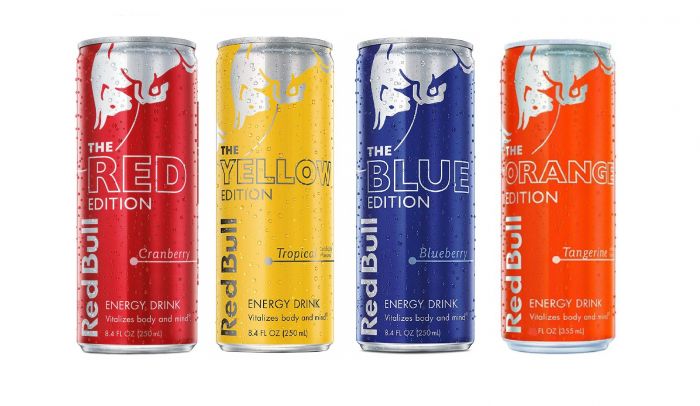 THE
RED
EDITION
Red Bull
Cranberry
ENERGY DRINK
Vitalizes body and mind®
8.4 FL OZ (250 mL)
THE
YELLOW
EDITION
Red Bull
Tropical
ENERGY DRINK
Vitalizes body and mind
8.4 FL OZ (250 mL)
THE
BLUE
EDITION
Red Bull
Blueberry
ENERGY DRINK
Vitalizes body and mind®
8.4 FL OZ (250 mL)
THE
ORANGE
EDITION
Red Bull
Tangerine
ENERGY DRINK
Vitalizes body and mind®
FL OZ (355 mL)